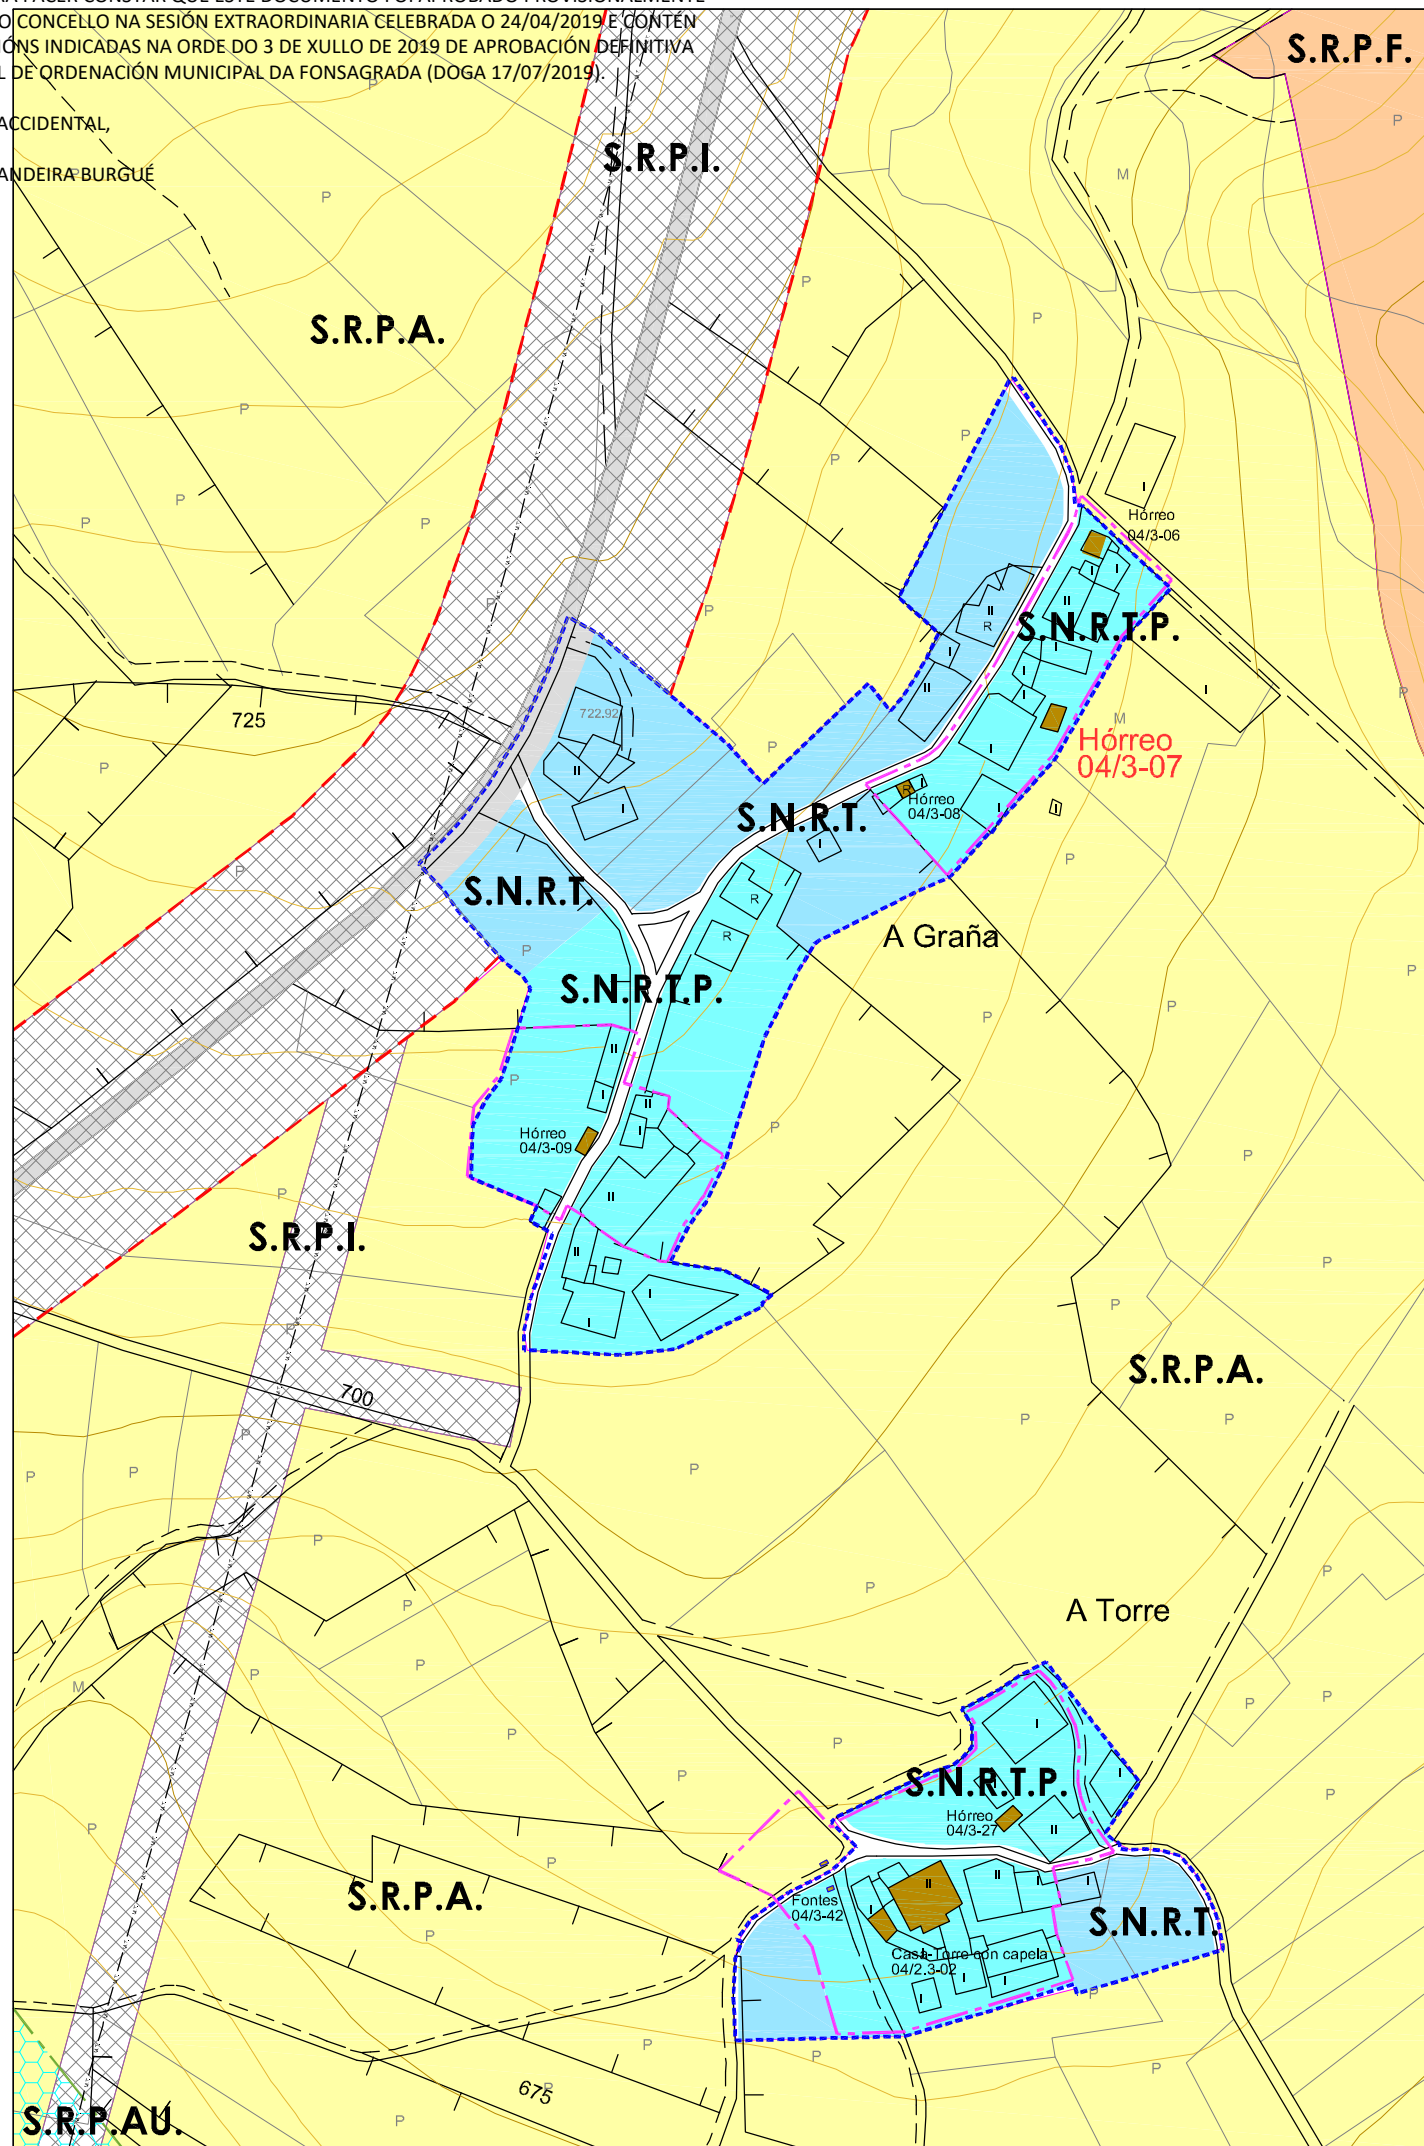 O CONCELLO NA SESIÓN EXTRAORDINARIA CELEBRADA O 24/04/2019 E CONTÉN
INDICADAS NA ORDE DO 3 DE XULLO DE 2019 DE APROBACIÓN DEFINITIVA
DE ORDENACIÓN MUNICIPAL DA FONSAGRADA (DOGA 17/07/2019).
ACCIDENTAL,
BURGUÉ
S.R.P.F.
S.R.P.I.
S.R.P.A.
Hórreo
04/3-06
S.N.R.T.P.
725
722.92
Hórreo
04/3-07
Hórreo
04/3-08
S.N.R.T.
S.N.R.T.
A Graña
S.N.R.T.P.
Hórreo
04/3-09
S.R.P.I.
S.R.P.A.
700
A Torre
S.N.R.T.P.
Hórreo
04/3-27
S.R.P.A.
Fontes
04/3-42
S.N.R.T.
Casa-Torre con capela
04/2.3-02
675
S.R.P.AU.